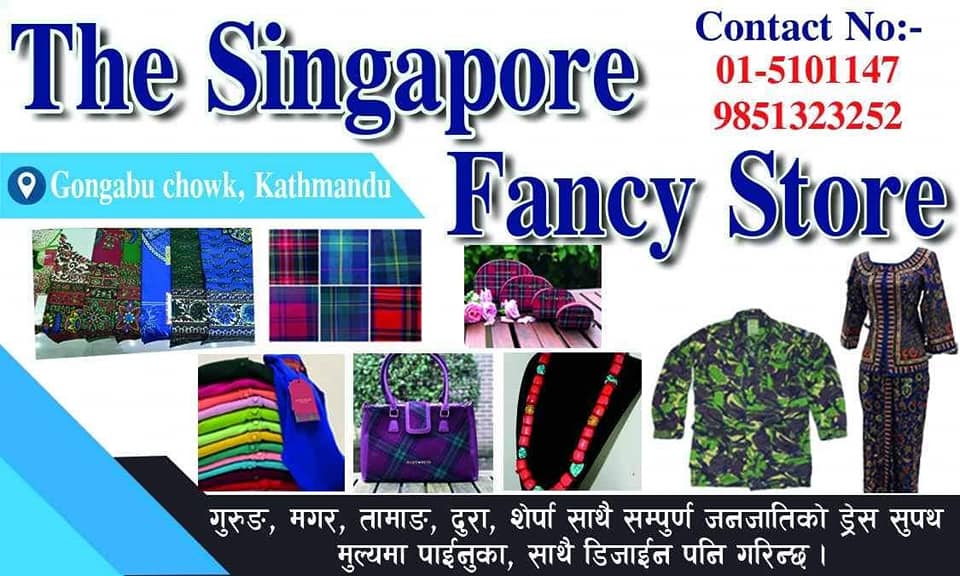 The Singapore
Fancy Store
Contact No:-
01-5101147
9851323252
Gongabu chowk, Kathmandu
गुरुङ, मगर, तामाङ, दुरा, शेर्पा साथै सम्पुर्ण जनजातिको ड्रेस सुपथ
मुल्यमा पाईनुका, साथै डिजाईन पनि गरिन्छ ।